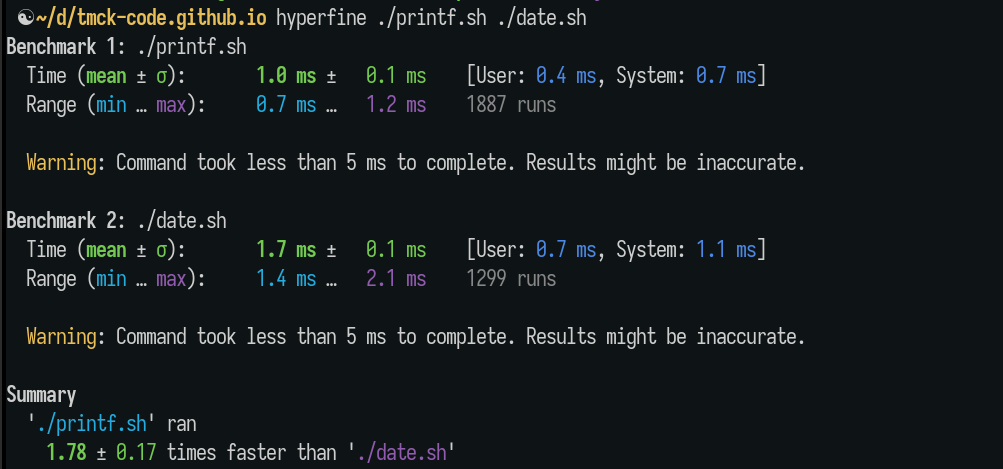 ☯~/d/tmck-code.github.io hyperfine ./printf.sh ./date.sh
Benchmark 1: ./printf.sh
  Time (mean ± σ):       1.0 ms ±   0.1 ms    [User: 0.4 ms, System: 0.7 ms]
  Range (min … max):     0.7 ms …   1.2 ms    1887 runs

  Warning: Command took less than 5 ms to complete. Results might be inaccurate.

Benchmark 2: ./date.sh
  Time (mean ± σ):       1.7 ms ±   0.1 ms    [User: 0.7 ms, System: 1.1 ms]
  Range (min … max):     1.4 ms …   2.1 ms    1299 runs

  Warning: Command took less than 5 ms to complete. Results might be inaccurate.

Summary
  './printf.sh' ran
    1.78 ± 0.17 times faster than './date.sh'